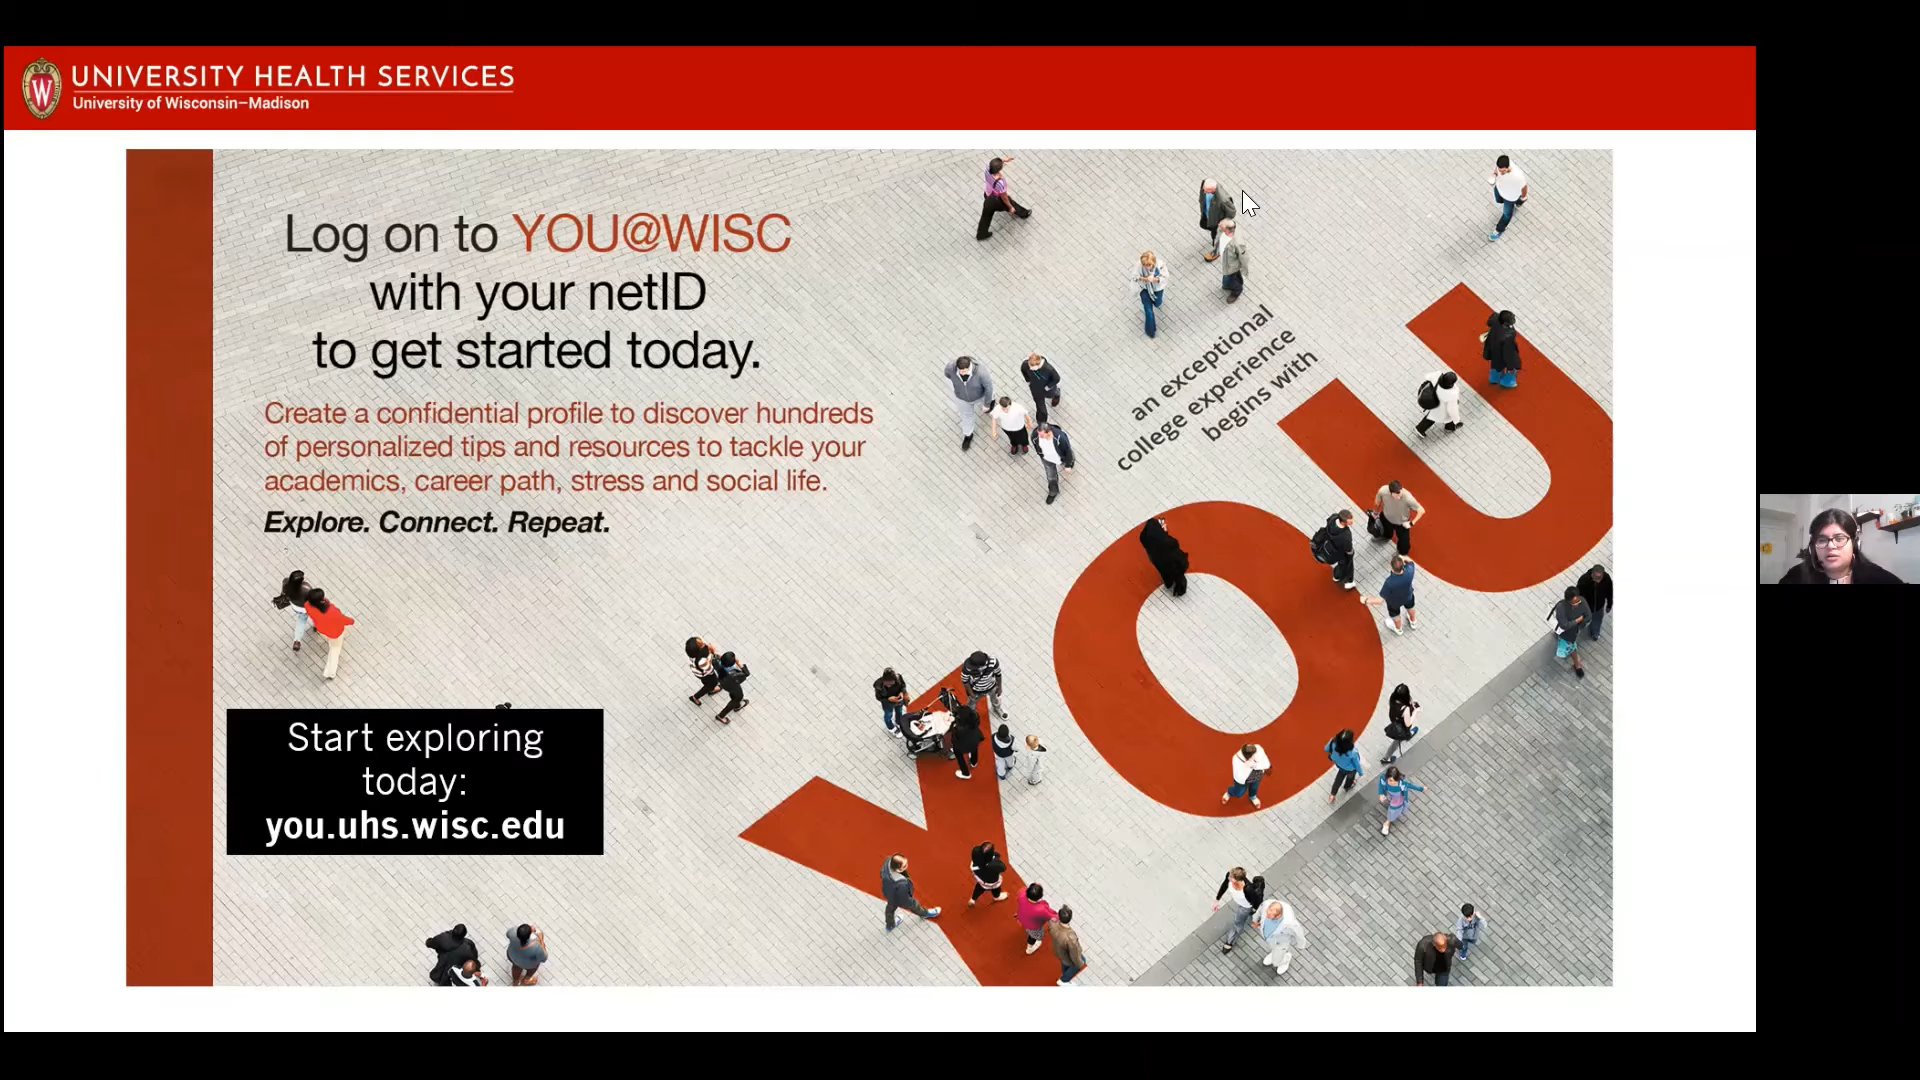 W
UNIVERSITY HEALTH SERVICES
University of Wisconsin–Madison
Log on to YOU@WISC
with your netID
to get started today.
Create a confidential profile to discover hundreds
of personalized tips and resources to tackle your
academics, career path, stress and social life.
Explore. Connect. Repeat.
an exceptional
college experience
begins with
YOU
Start exploring
today:
you.uhs.wisc.edu